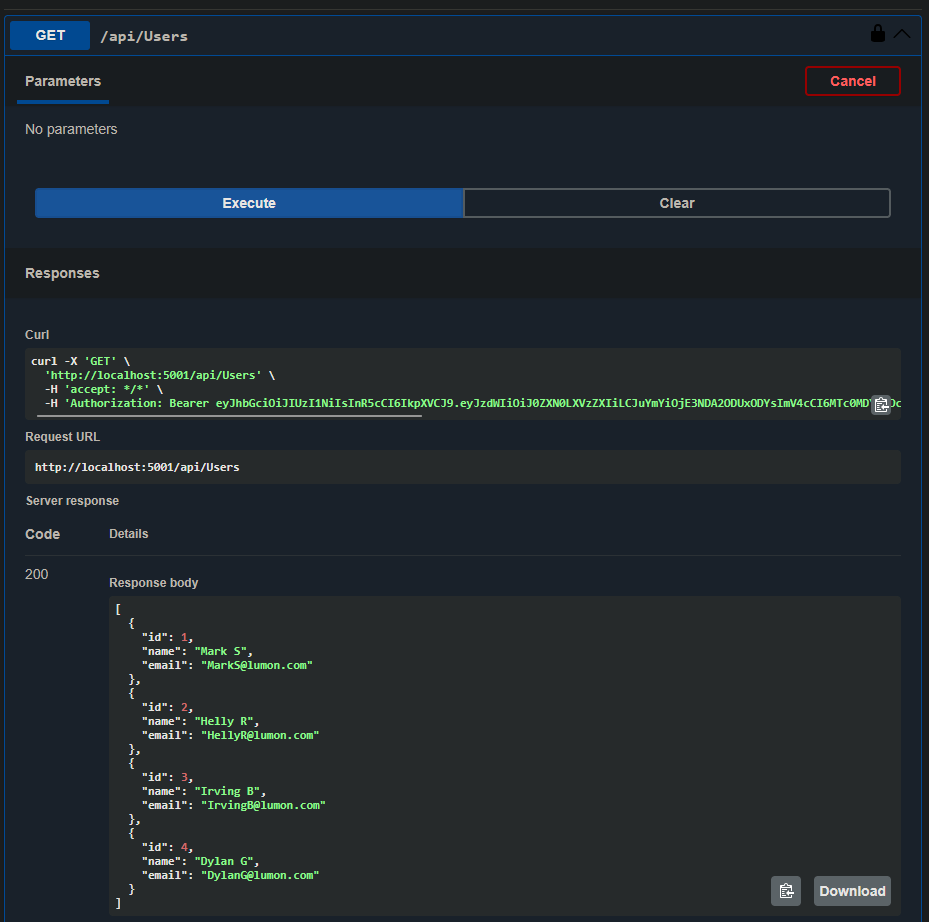 GET /api/Users
Parameters
Cancel
No parameters
Execute
Clear
Responses
Curl
curl -X 'GET' \
'http://localhost:5001/api/Users' \
-H 'accept: */*' \
-H 'Authorization: Bearer
Request URL
http://localhost:5001/api/Users
Server response
Code Details
200
Response body
[
{
"id": 1,
"name": "Mark S",
"email": "MarkS@lumon.com"
},
{
"id": 2,
"name": "Helly R",
"email": "HellyR@lumon.com"
},
{
"id": 3,
"name": "Irving B",
"email": "IrvingB@lumon.com"
},
{
"id": 4,
"name": "Dylan G",
"email": "DylanG@lumon.com"
}
]
Download